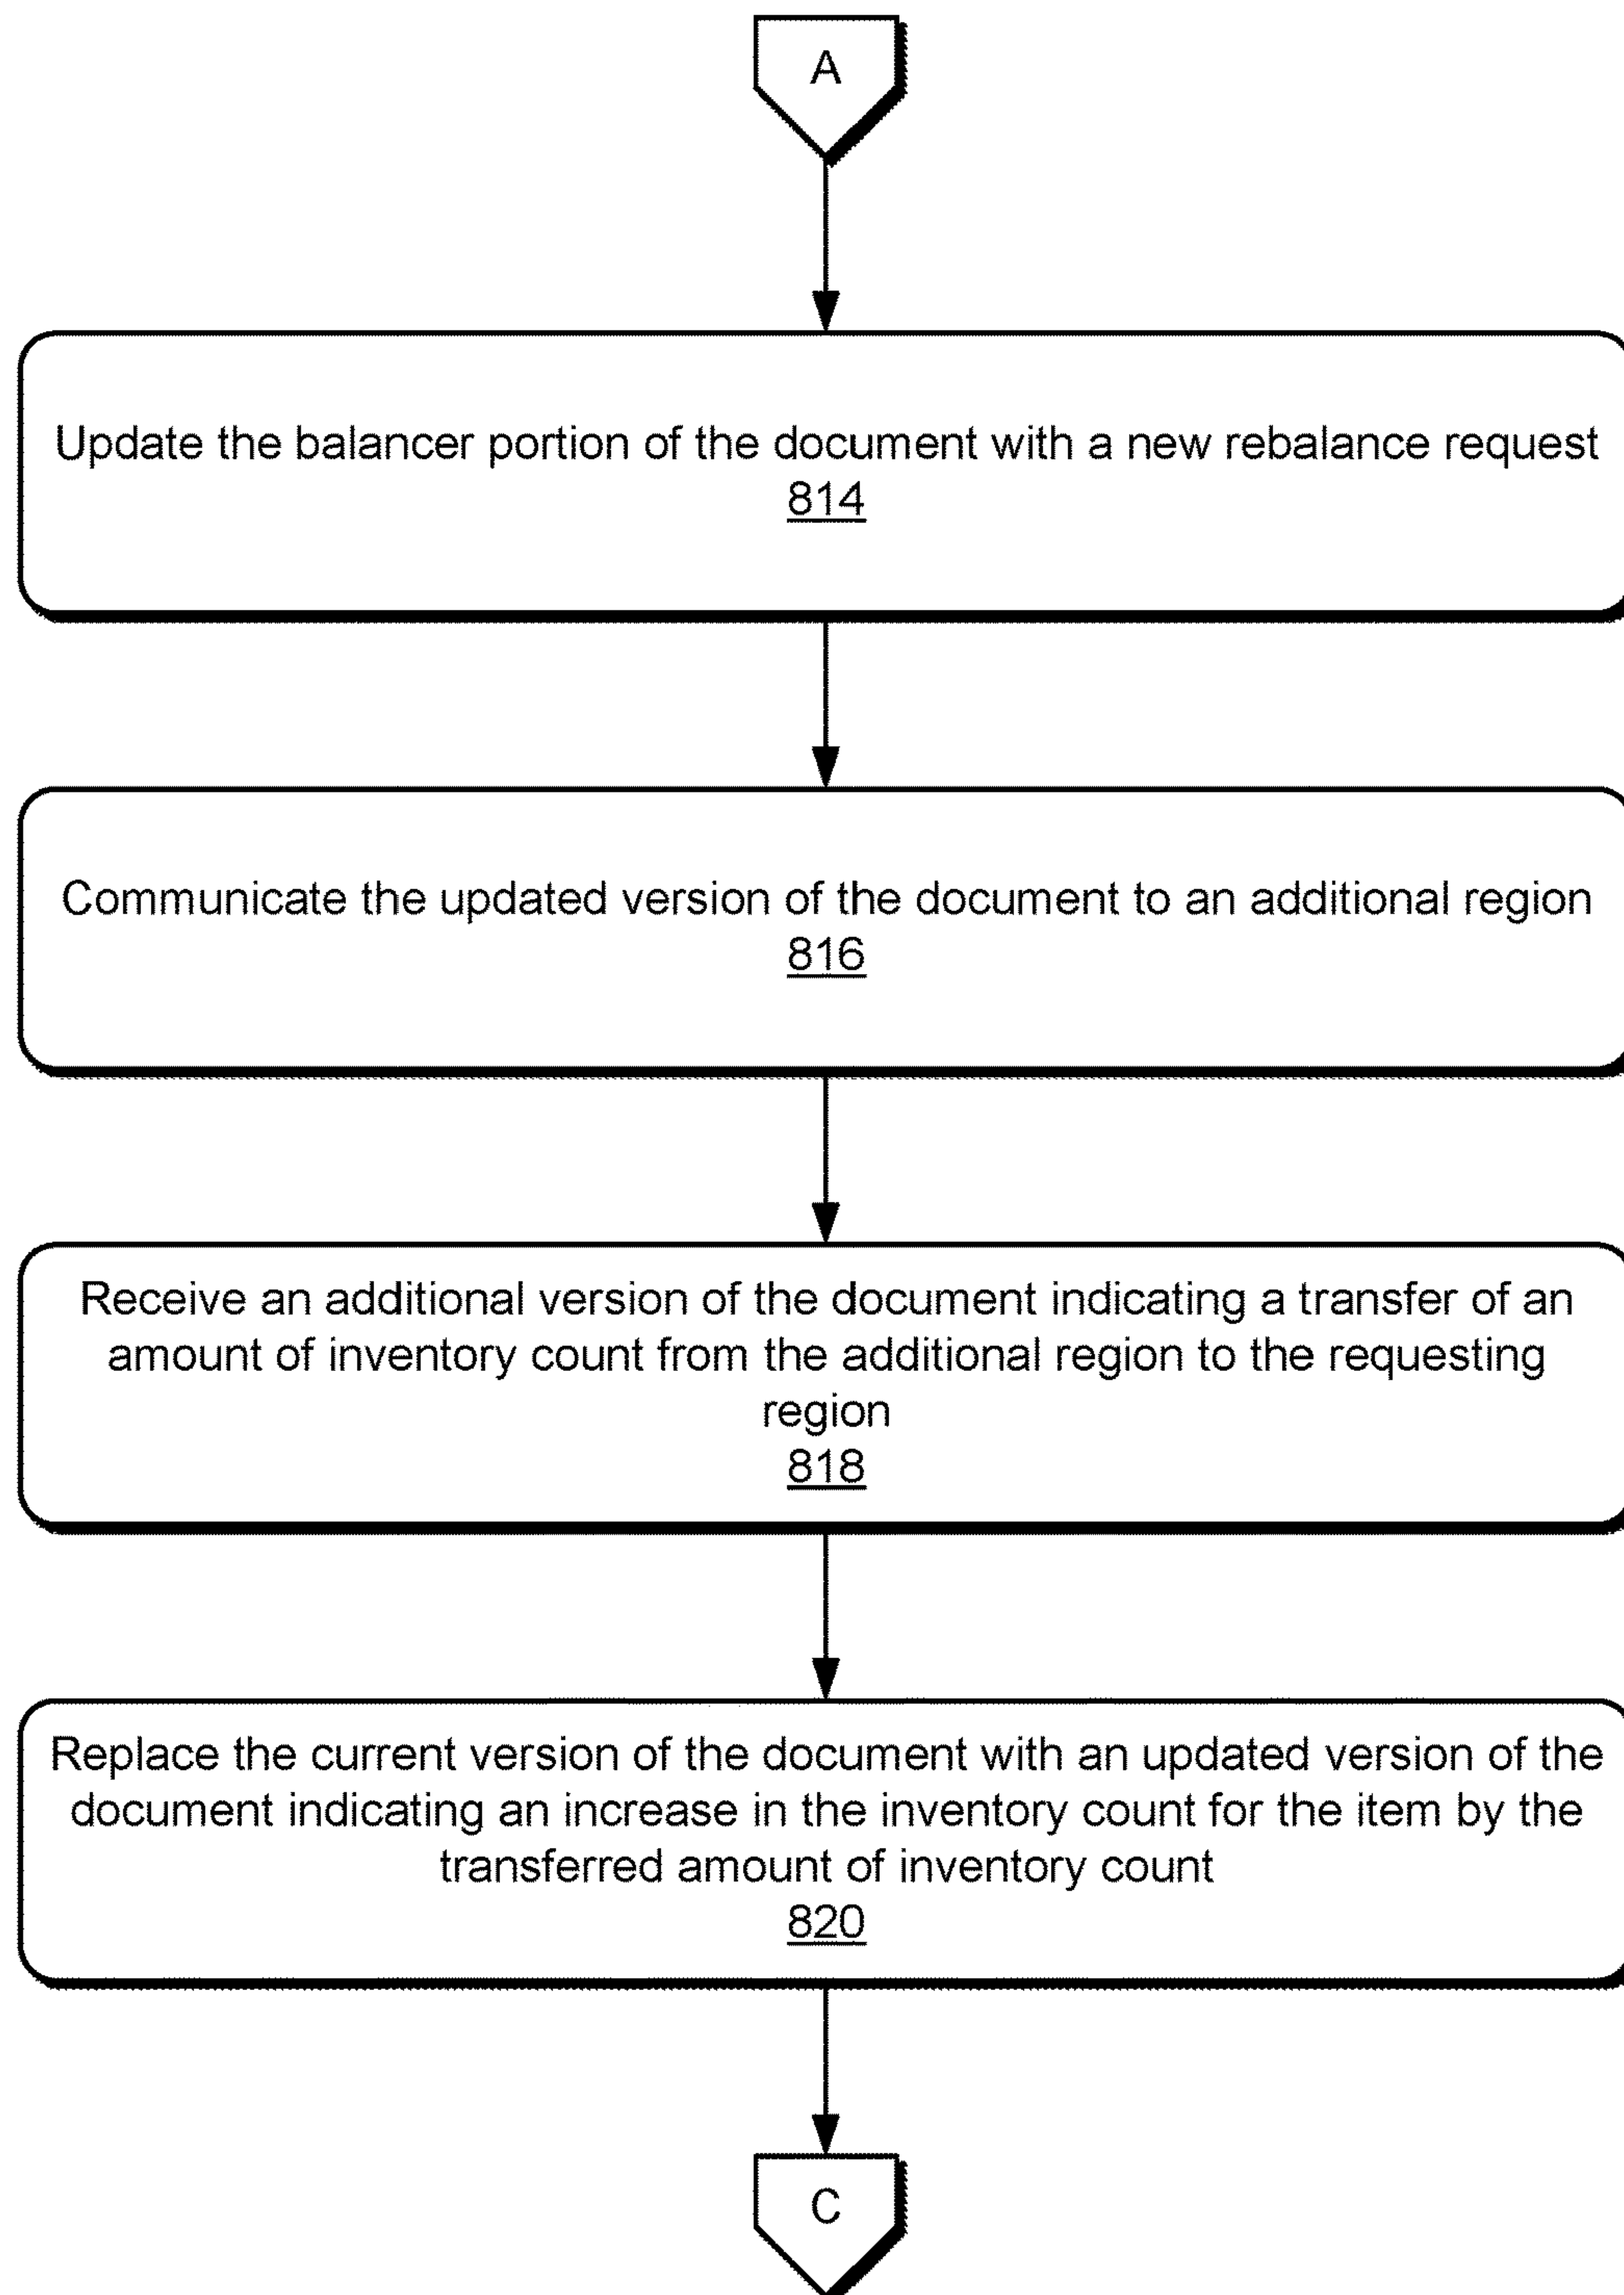 A
Update the balancer portion of the document with a new rebalance request
814
Communicate the updated version of the document to an additional region
816
Receive an additional version of the document indicating a transfer of an
amount of inventory count from the additional region to the requesting
region
818
Replace the current version of the document with an updated version of the
document indicating an increase in the inventory count for the item by the
transferred amount of inventory count
820
C